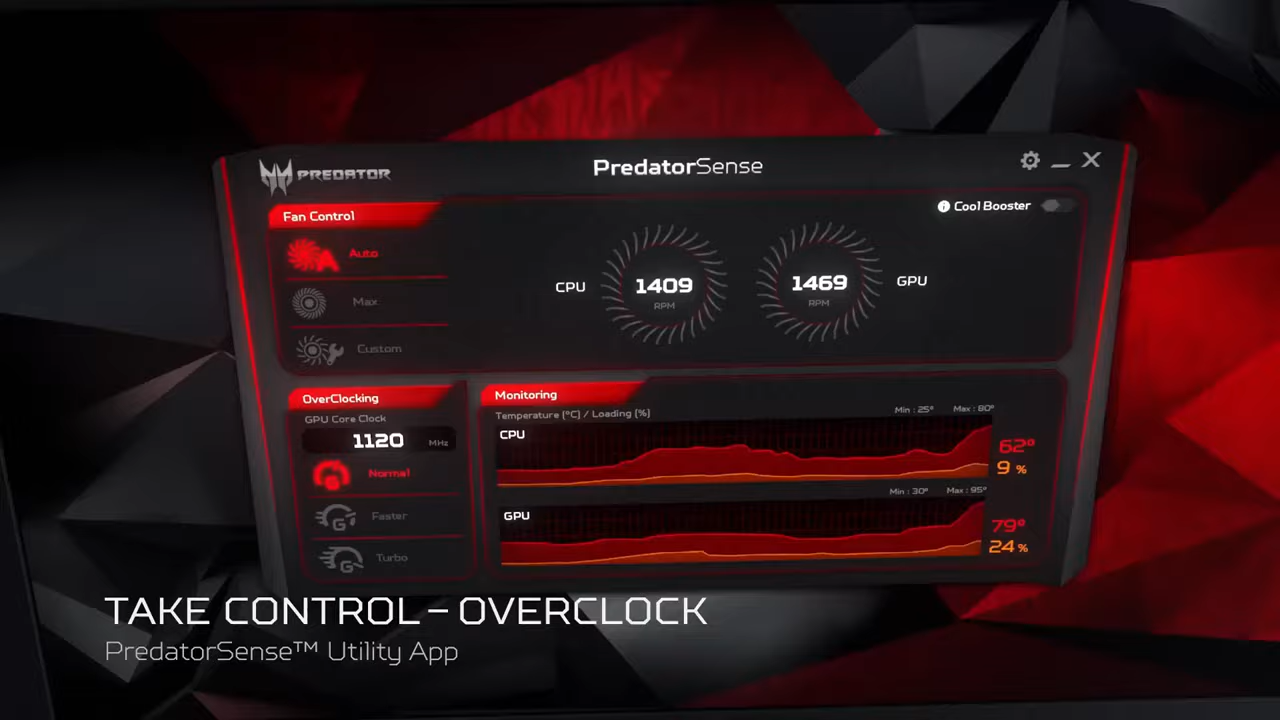 PREDATOR
PredatorSense
Fan Control
Cool Booster
Auto
Max
Custom
CPU
1409
RPM
1469
RPM
GPU
OverClocking
GPU Core Clock
1120 MHz
Normal
Faster
Turbo
Monitoring
Temperature (°C) / Loading (%)
Min : 25° Max : 80°
CPU
62°
9 %
Min : 30° Max : 95°
GPU
79°
24 %
TAKE CONTROL – OVERCLOCK
PredatorSense™ Utility App